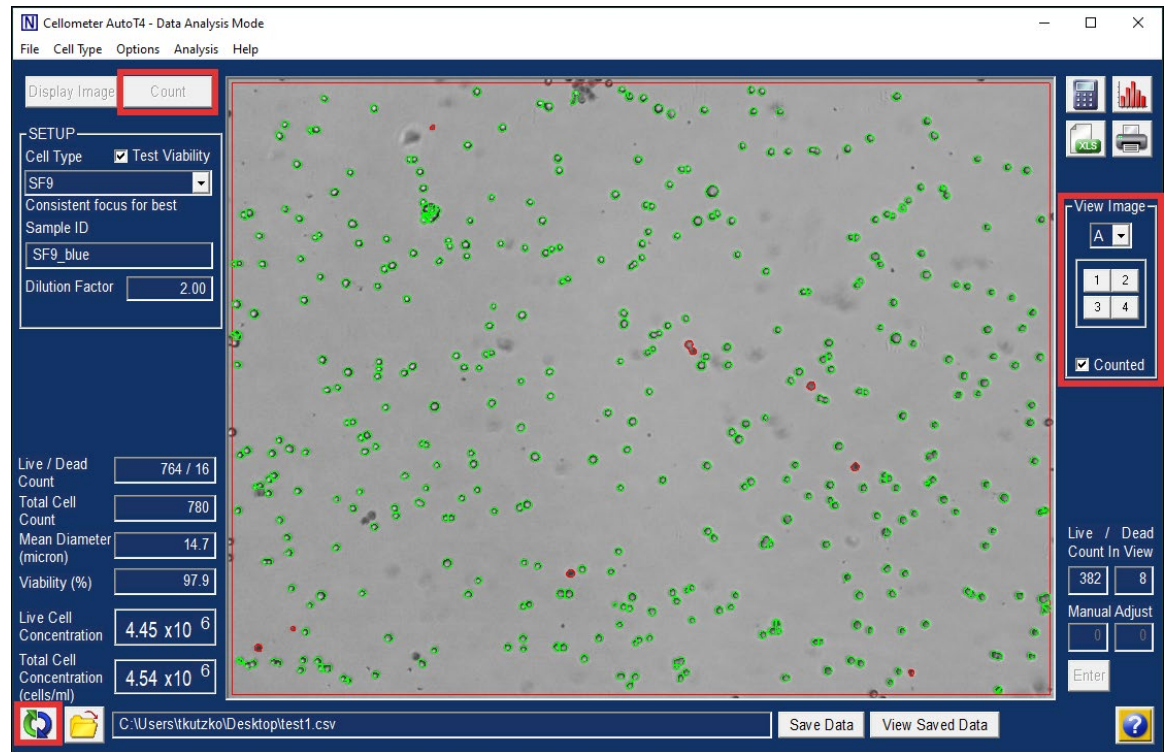 N Cellometer AutoT4 - Data Analysis Mode
File Cell Type Options Analysis Help
Display Image Count
SETUP
Cell Type Test Viability
SF9
Consistent focus for best
Sample ID
SF9_blue
Dilution Factor 2.00
XLS
View Image
A
1 2
3 4
Counted
Live / Dead
Count
764 / 16
Total Cell
Count
780
Mean Diameter
(micron)
14.7
Viability (%) 97.9
Live Cell
Concentration
4.45 x10 6
Total Cell
Concentration
(cells/ml)
4.54 x10 6
Live / Dead
Count In View
382 8
Manual Adjust
0 0
Enter
C:\Users\tkutzko\Desktop\test1.csv
Save Data View Saved Data
?